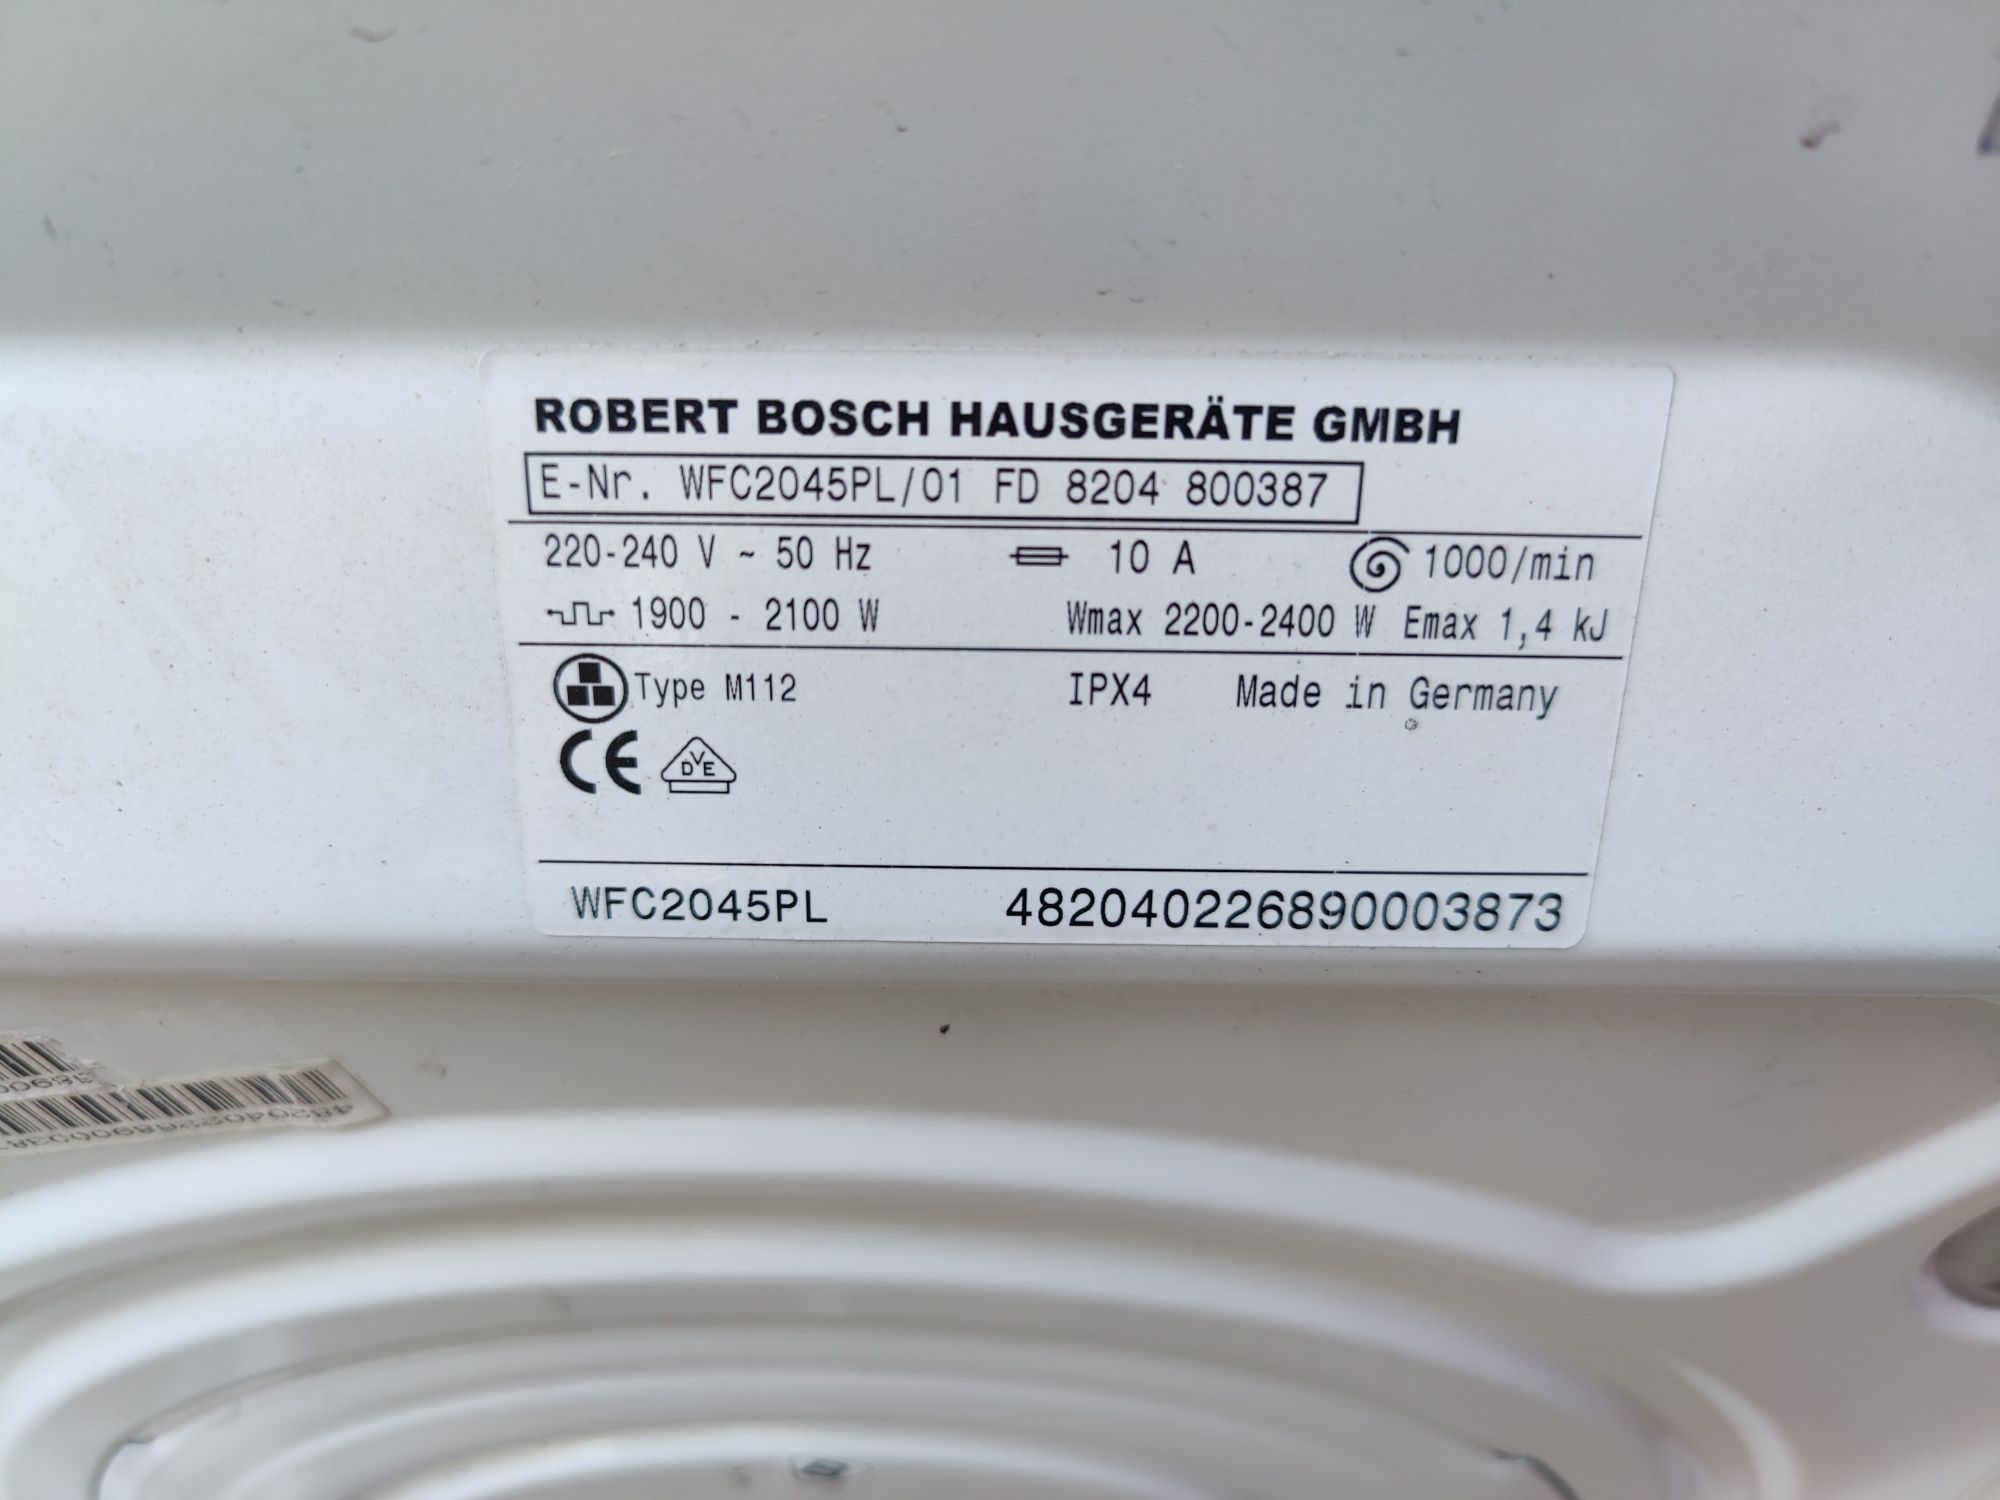 ROBERT BOSCH HAUSGERÄTE GMBH
E-Nr. WFC2045PL/01 FD 8204 800387
220-240 V ~ 50 Hz 10 A 1000/min
1900 - 2100 W Wmax 2200-2400 W Emax 1,4 kJ
Type M112 IPX4 Made in Germany
CE DVE
WFC2045PL 482040226890003873